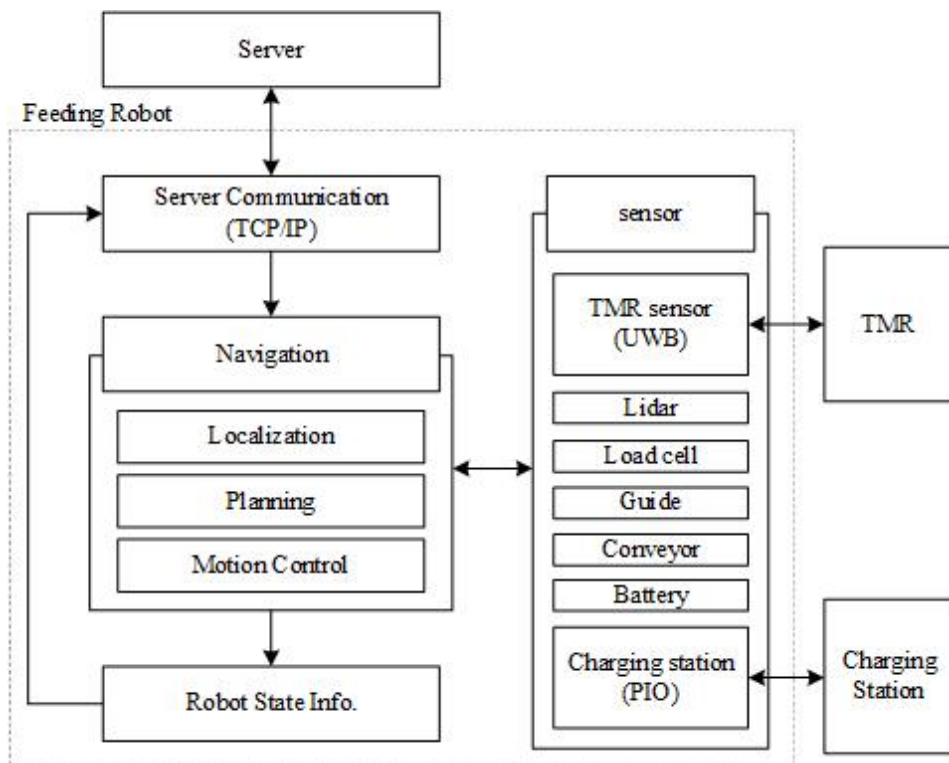 Server
Feeding Robot
Server Communication
(TCP/IP)
Navigation
Localization
Planning
Motion Control
Robot State Info.
sensor
TMR sensor
(UWB)
Lidar
Load cell
Guide
Conveyor
Battery
Charging station
(PIO)
TMR
Charging
Station